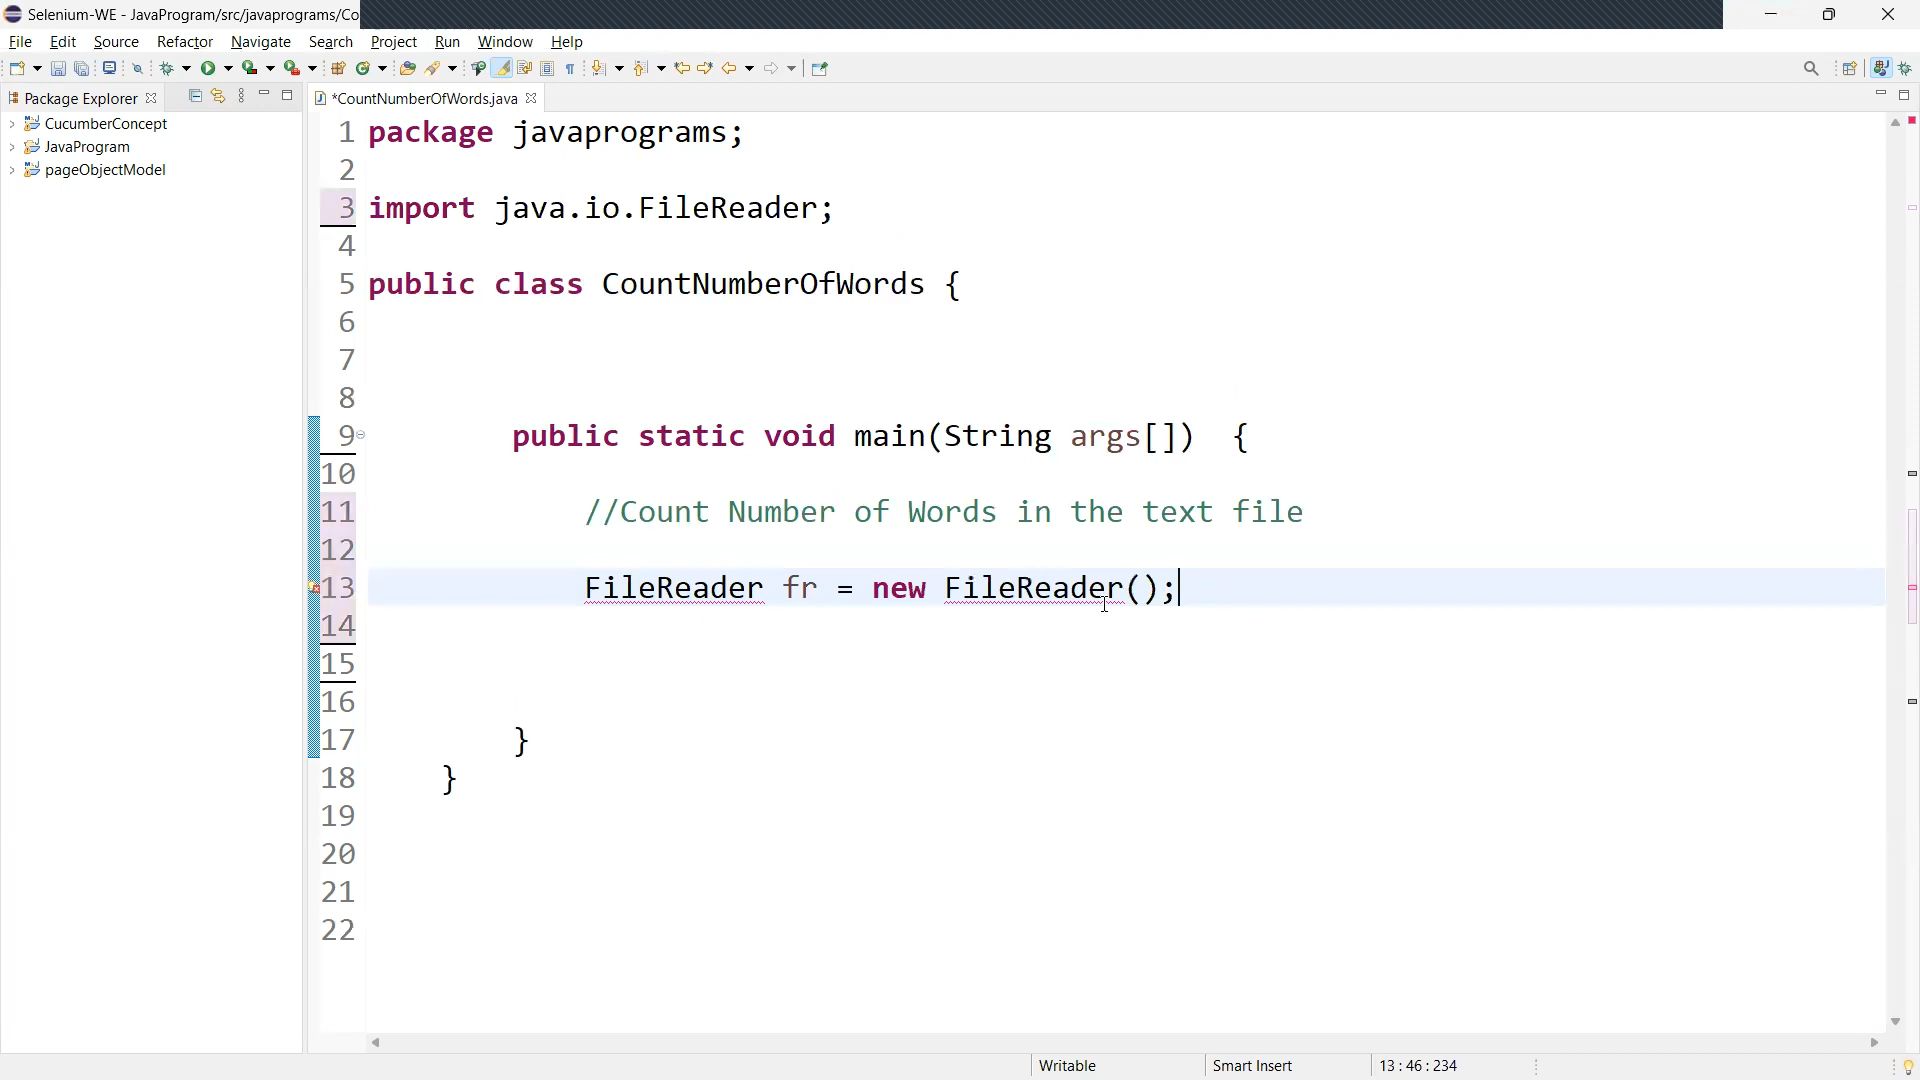 Selenium-WE - JavaProgram/src/javaprograms/Co
File Edit Source Refactor Navigate Search Project Run Window Help
Package Explorer
*CountNumberOfWords.java
CucumberConcept
JavaProgram
pageObjectModel
1 package javaprograms;
2
3 import java.io.FileReader;
4
5 public class CountNumberOfWords {
6
7
8
9 public static void main(String args[]) {
10
11 //Count Number of Words in the text file
12
13 FileReader fr = new FileReader();
14
15
16
17 }
18 }
19
20
21
22
Writable Smart Insert 13 : 46 : 234